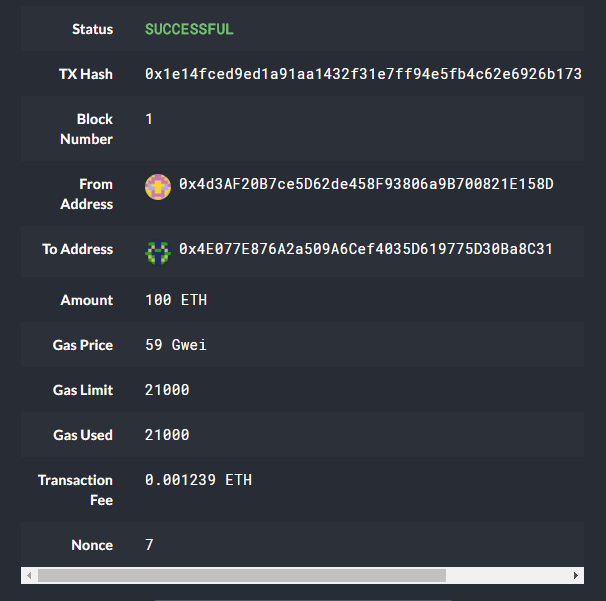 Status SUCCESSFUL
TX Hash 0x1e14fced9ed1a91aa1432f31e7ff94e5fb4c62e6926b173
Block
Number 1
From
Address 0x4d3AF20B7ce5D62de458F93806a9B700821E158D
To Address 0x4E077E876A2a509A6Cef4035D619775D30Ba8C31
Amount 100 ETH
Gas Price 59 Gwei
Gas Limit 21000
Gas Used 21000
Transaction
Fee 0.001239 ETH
Nonce 7